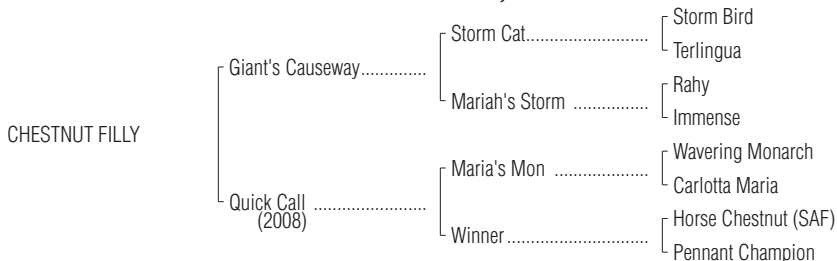 Storm Bird
Storm Cat..............................
Terlingua
Giant's Causeway................
Rahy
Mariah's Storm ....................
Immense
CHESTNUT FILLY
Wavering Monarch
Maria's Mon .........................
Carlotta Maria
Quick Call ............................
(2008)
Horse Chestnut (SAF)
Winner...................................
Pennant Champion